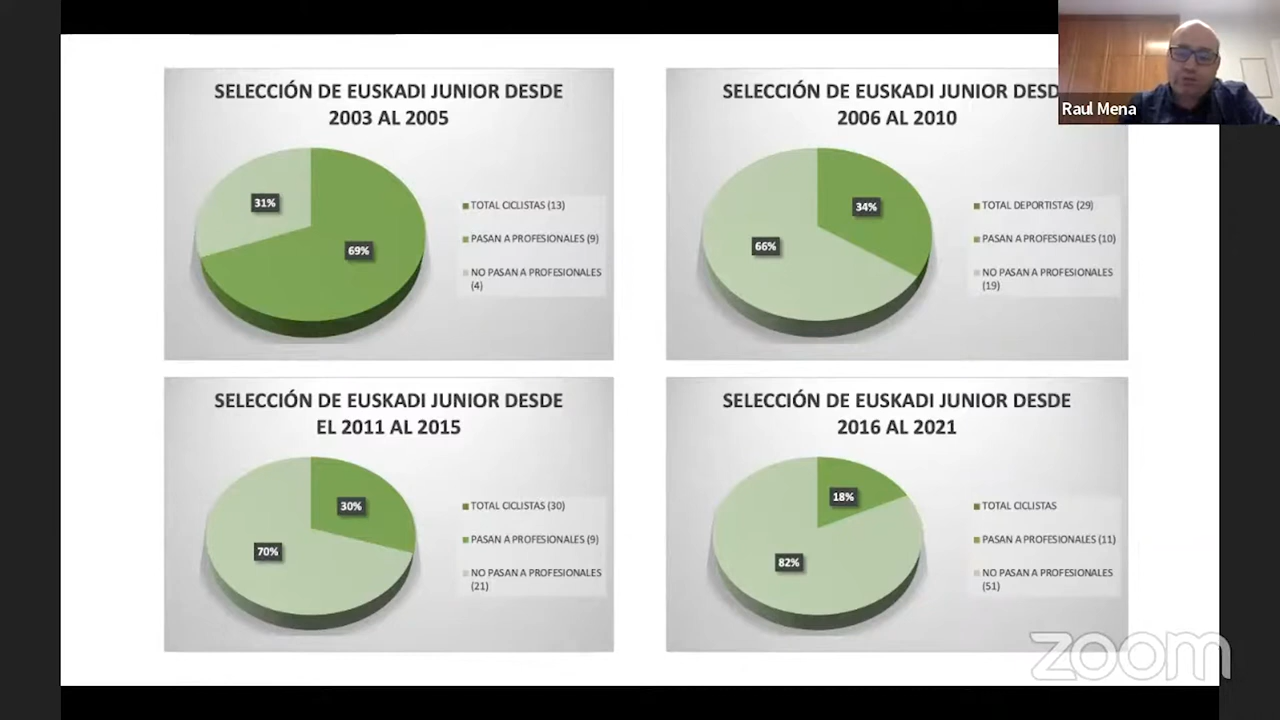 SELECCIÓN DE EUSKADI JUNIOR DESDE
2003 AL 2005
31%
69%
TOTAL CICLISTAS (13)
PASAN A PROFESIONALES (9)
NO PASAN A PROFESIONALES
(4)
SELECCIÓN DE EUSKADI JUNIOR DESD
2006 AL 2010
34%
66%
TOTAL DEPORTISTAS (29)
PASAN A PROFESIONALES (10)
NO PASAN A PROFESIONALES
(19)
Raul Mena
SELECCIÓN DE EUSKADI JUNIOR DESDE
EL 2011 AL 2015
30%
70%
TOTAL CICLISTAS (30)
PASAN A PROFESIONALES (9)
NO PASAN A PROFESIONALES
(21)
SELECCIÓN DE EUSKADI JUNIOR DESDE
2016 AL 2021
18%
82%
TOTAL CICLISTAS
PASAN A PROFESIONALES (11)
NO PASAN A PROFESIONALES
(51)
zoom